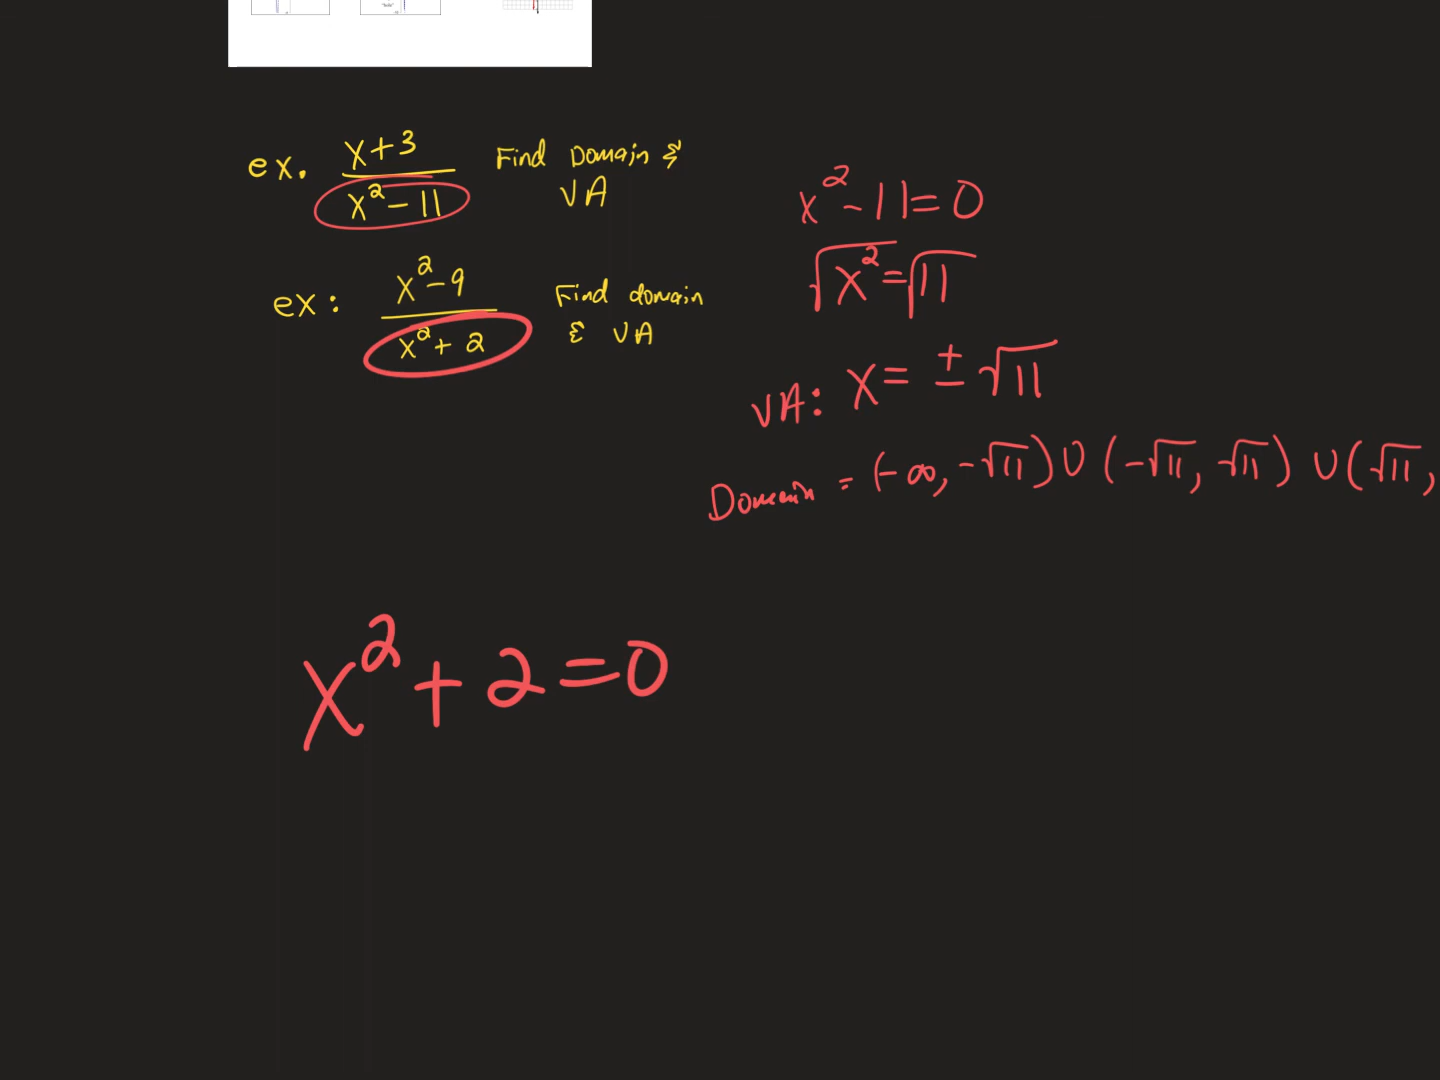 ex. x+3 / x² - 11 Find Domain & VA
ex: x² - 9 / x² + 2 Find domain & VA
x² - 11 = 0
√x² = √11
VA: x = ± √11
Domain = (-∞, -√11) ∪ (-√11, √11) ∪ (√11,
x² + 2 = 0